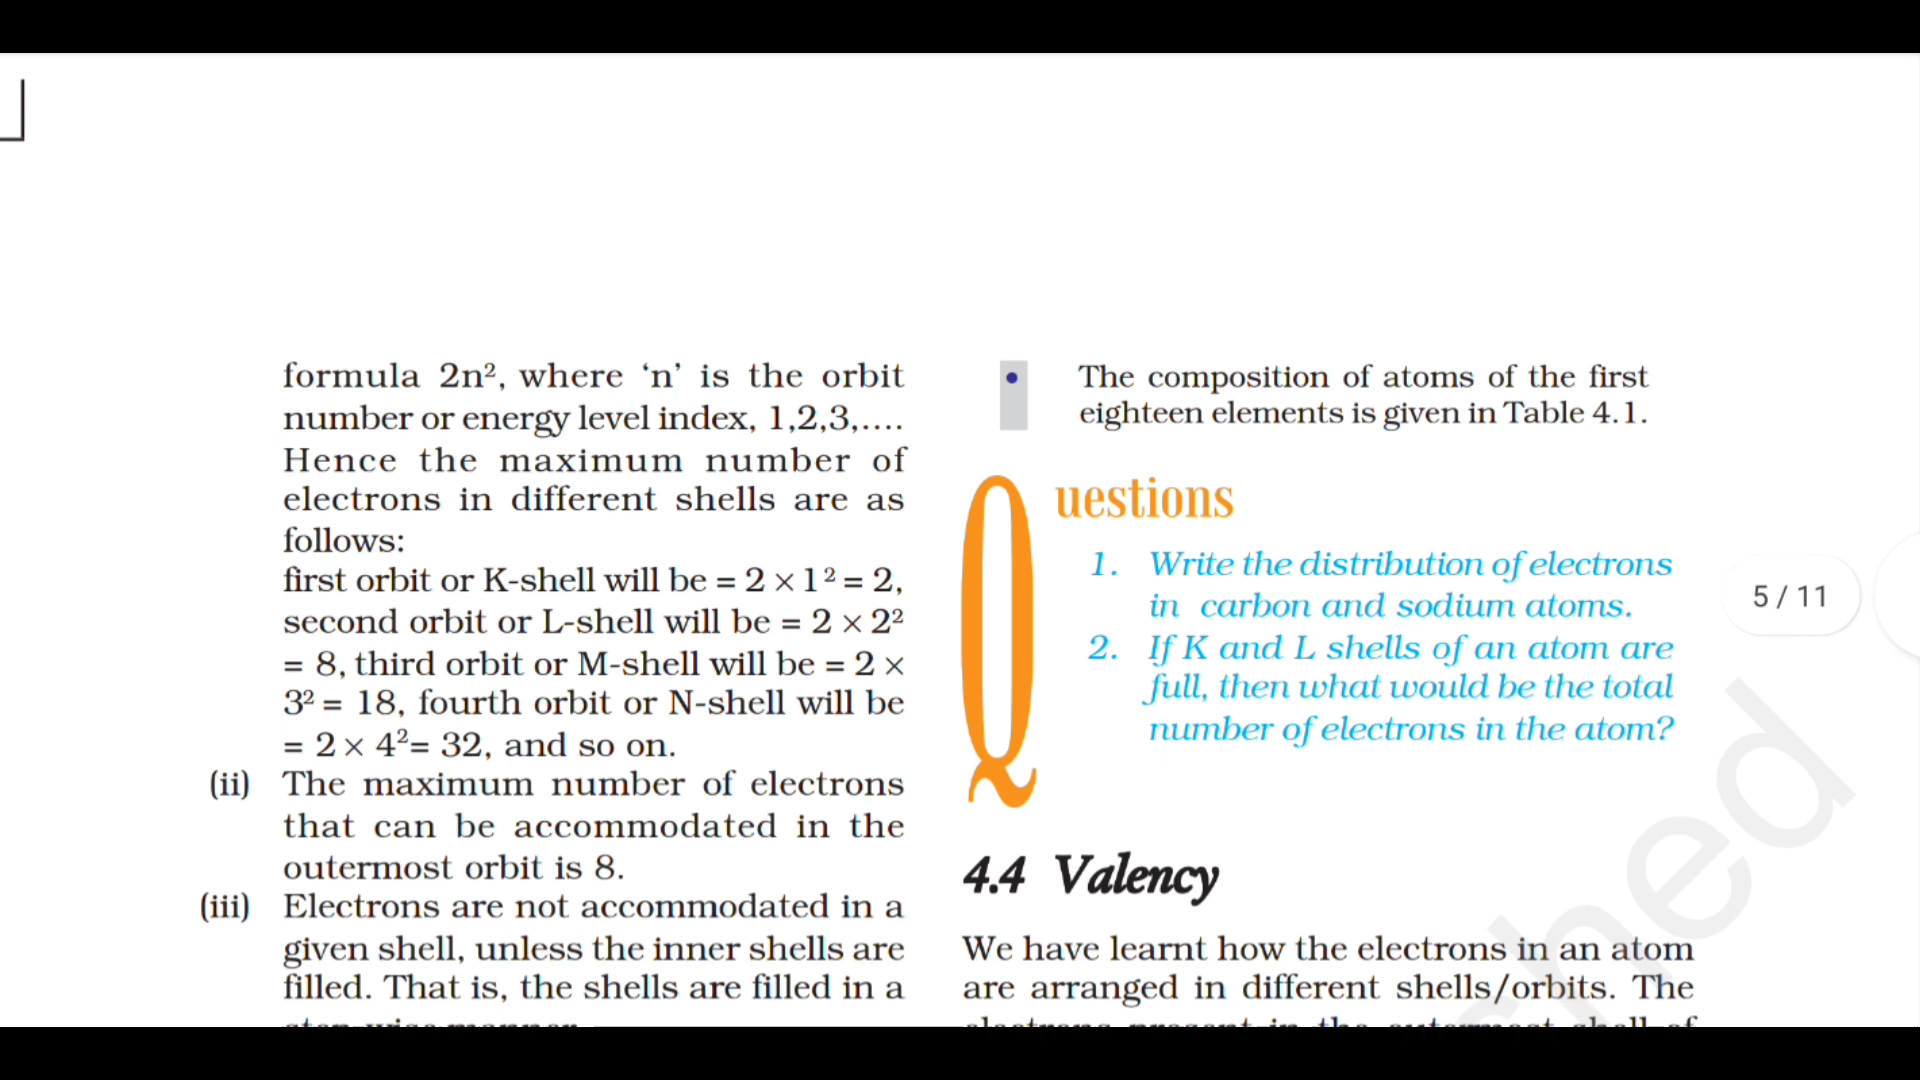 formula 2n², where ‘n’ is the orbit
number or energy level index, 1,2,3,....
Hence the maximum number of
electrons in different shells are as
follows:
first orbit or K-shell will be = 2 × 1² = 2,
second orbit or L-shell will be = 2 × 2²
= 8, third orbit or M-shell will be = 2 ×
3² = 18, fourth orbit or N-shell will be
= 2 × 4²= 32, and so on.
(ii) The maximum number of electrons
that can be accommodated in the
outermost orbit is 8.
(iii) Electrons are not accommodated in a
given shell, unless the inner shells are
filled. That is, the shells are filled in a
• The composition of atoms of the first
eighteen elements is given in Table 4.1.
Questions
1. Write the distribution of electrons
in carbon and sodium atoms.
2. If K and L shells of an atom are
full, then what would be the total
number of electrons in the atom?
4.4 Valency
We have learnt how the electrons in an atom
are arranged in different shells/orbits. The
5 / 11